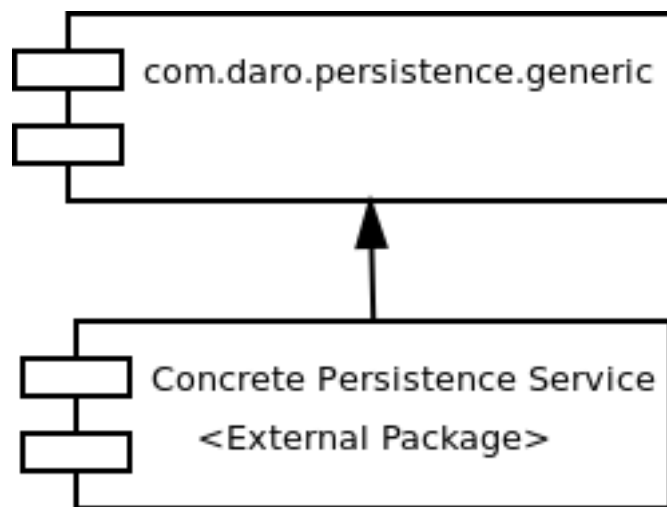 com.daro.persistence.generic
Concrete Persistence Service
<External Package>